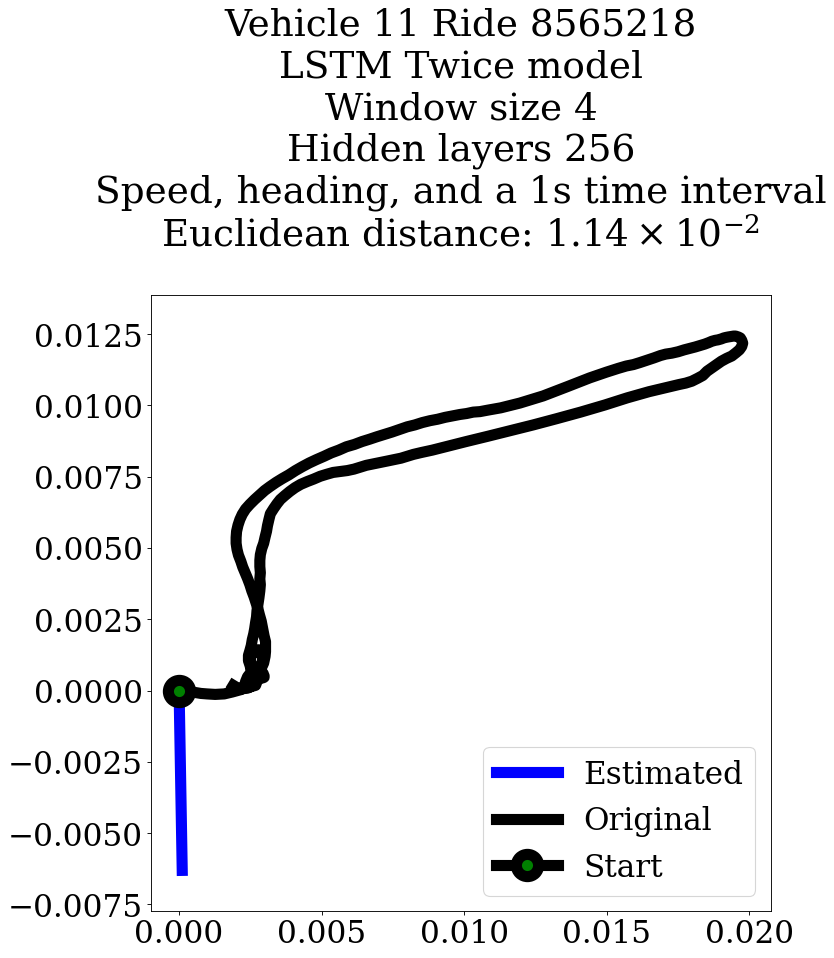 Vehicle 11 Ride 8565218
LSTM Twice model
Window size 4
Hidden layers 256
Speed, heading, and a 1s time interval
Euclidean distance: 1.14 × 10⁻²
0.0125
0.0100
0.0075
0.0050
0.0025
0.0000
−0.0025
−0.0050
−0.0075
Estimated
Original
Start
0.000 0.005 0.010 0.015 0.020